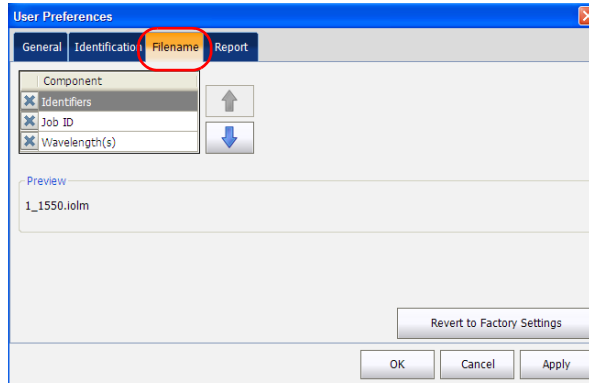 User Preferences
General Identification Filename Report
Component
Identifiers
Job ID
Wavelength(s)
Preview
1_1550.iolm
Revert to Factory Settings
OK Cancel Apply